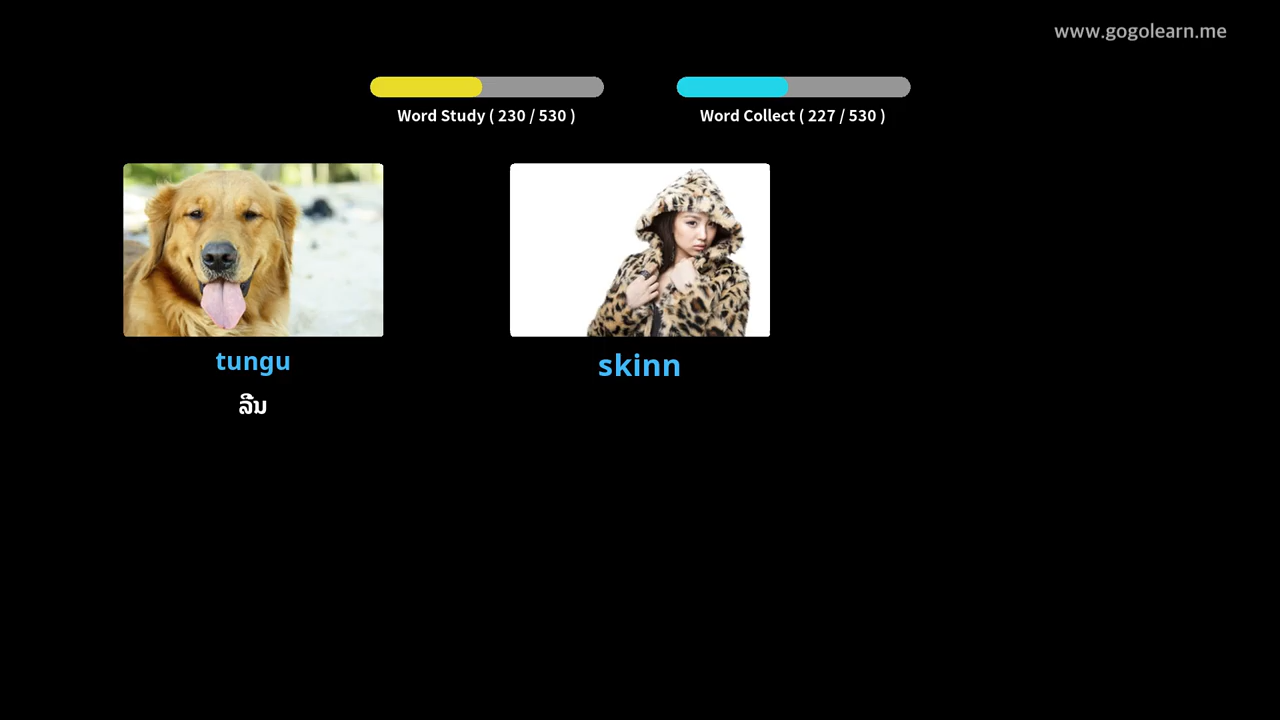 www.gogolearn.me
Word Study ( 230 / 530 )
Word Collect ( 227 / 530 )
tungu
skinn
ລີ້ນ